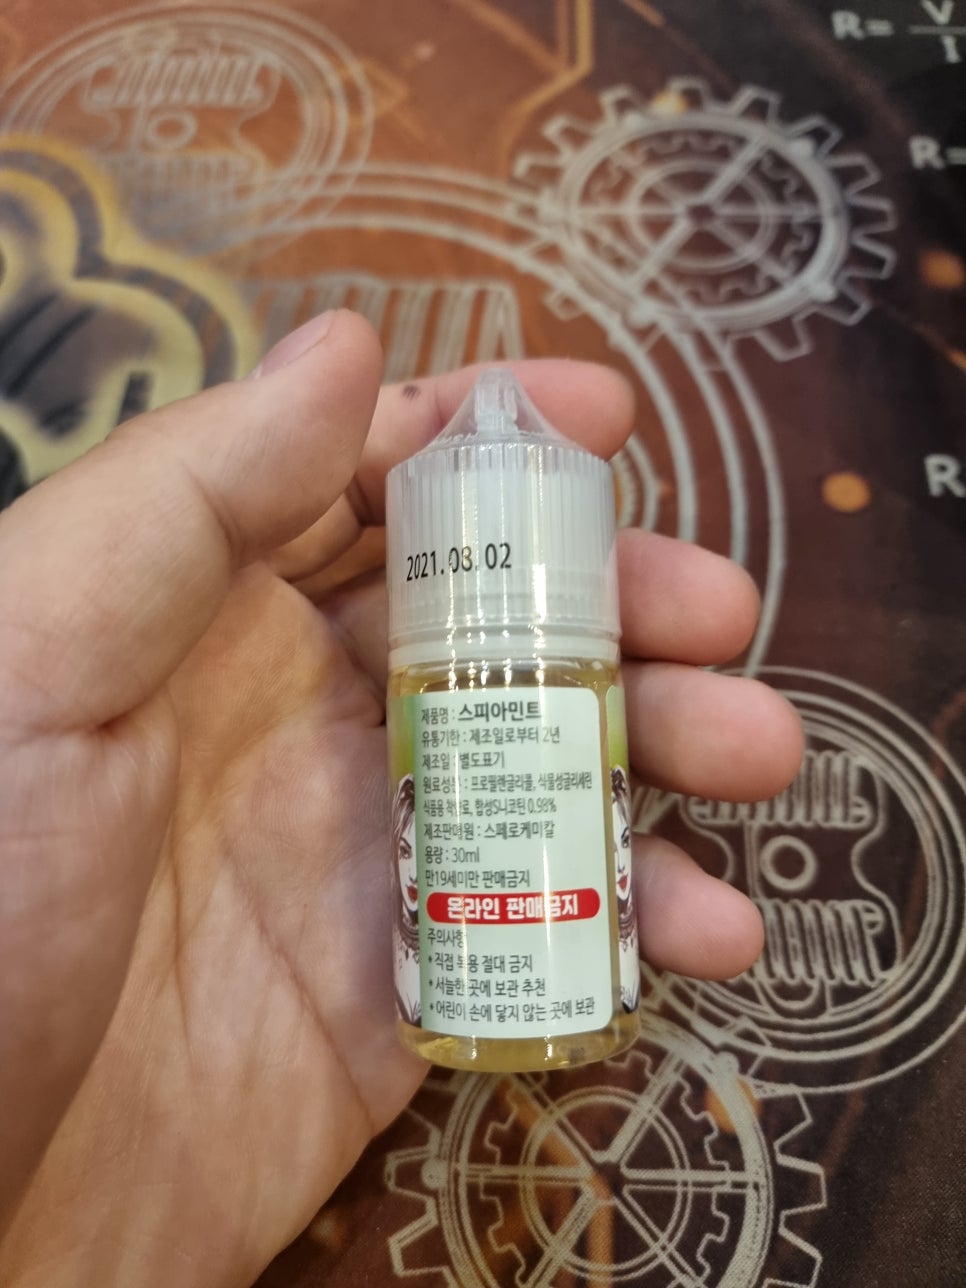 R= V
I
R=
R
2021.08.02
제품명 : 스피아민트
유통기한 : 제조일로부터 2년
제조일 : 별도표기
원료성분 : 프로필렌글리콜, 식물성글리세린
식품용 착향료, 합성S니코틴 0.98%
제조판매원 : 스페로케미칼
용량 : 30ml
만19세미만 판매금지
온라인 판매금지
주의사항
* 직접 복용 절대 금지
* 서늘한 곳에 보관 추천
* 어린이 손에 닿지 않는 곳에 보관